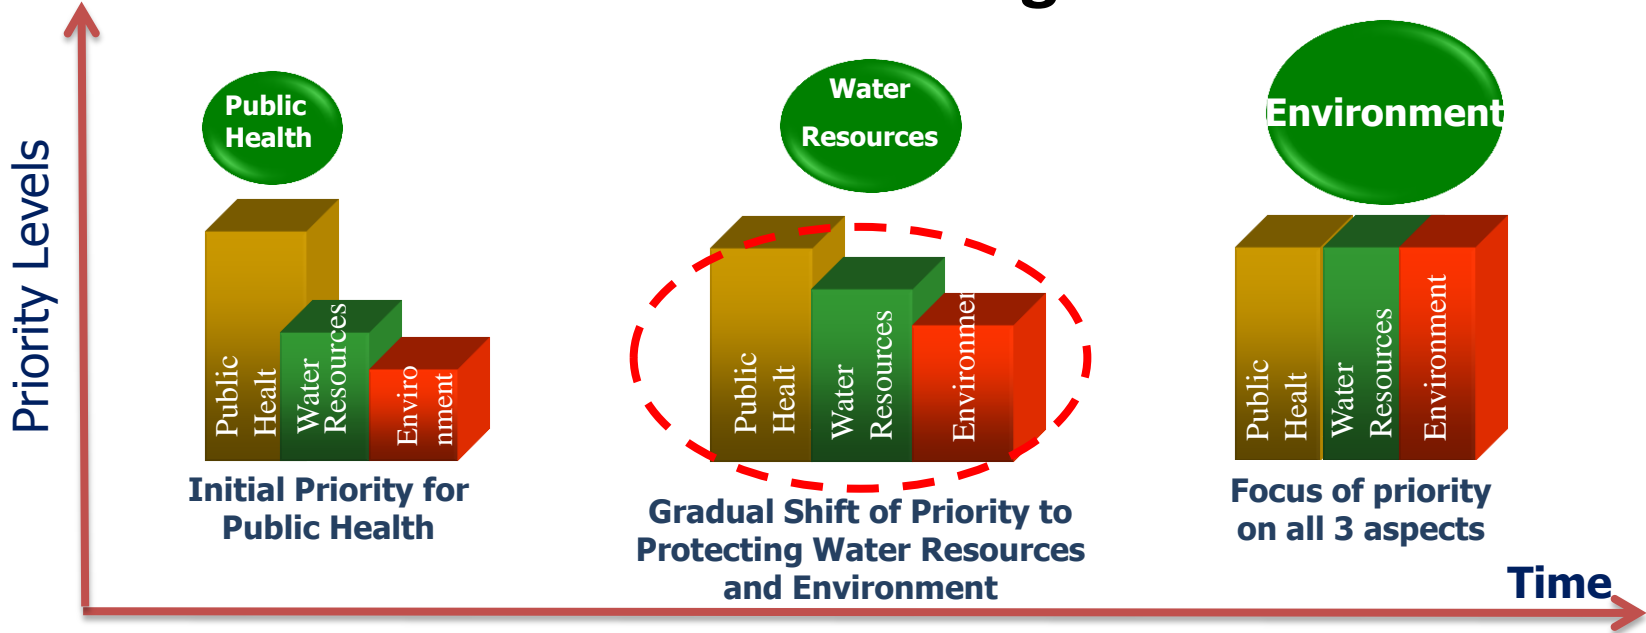 Priority Levels
Public
Health
Water
Resources
Environment
Public
Healt
Water
Resources
Enviro
nment
Public
Healt
Water
Resources
Environmen
Public
Healt
Water
Resources
Environment
Initial Priority for
Public Health
Gradual Shift of Priority to
Protecting Water Resources
and Environment
Focus of priority
on all 3 aspects
Time